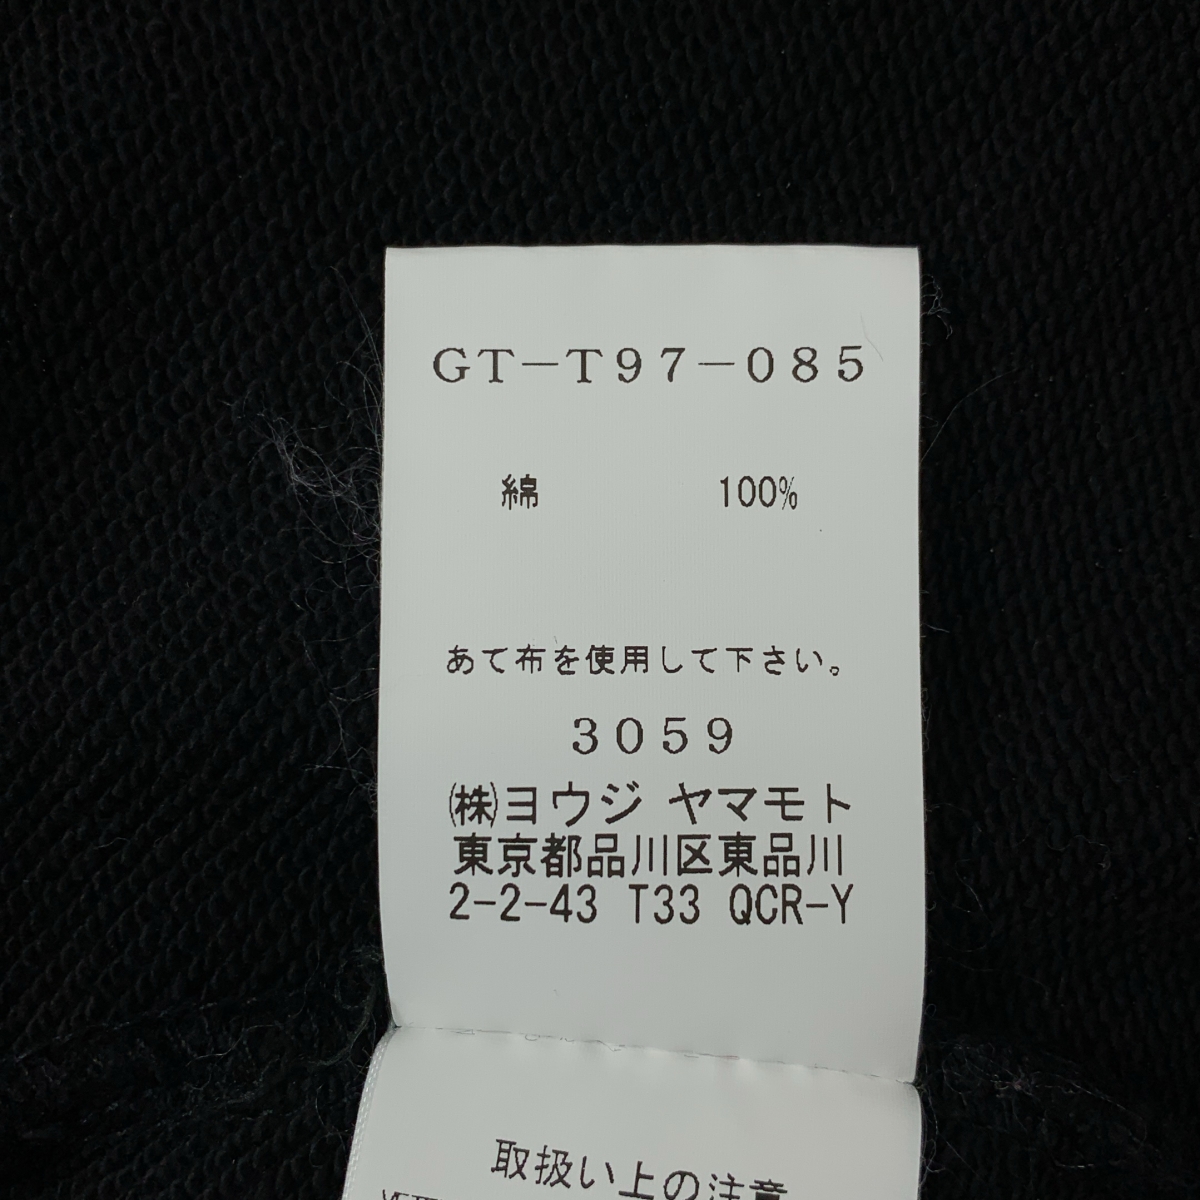 GT-T97-085
綿 100%
あて布を使用して下さい。
3059
㈱ヨウジ ヤマモト
東京都品川区東品川
2-2-43 T33 QCR-Y
取扱い上の注意